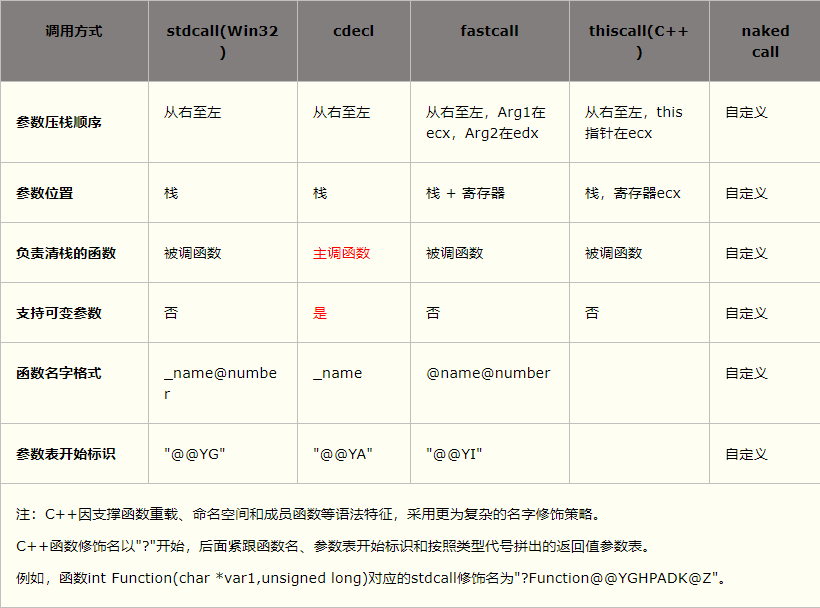 调用方式 stdcall(Win32) cdecl fastcall thiscall(C++) naked call
参数压栈顺序 从右至左 从右至左 从右至左，Arg1在ecx，Arg2在edx 从右至左，this指针在ecx 自定义
参数位置 栈 栈 栈 + 寄存器 栈，寄存器ecx 自定义
负责清栈的函数 被调函数 主调函数 被调函数 被调函数 自定义
支持可变参数 否 是 否 否 自定义
函数名字格式 _name@number _name @name@number 自定义
参数表开始标识 "@@YG" "@@YA" "@@YI" 自定义
注：C++因支撑函数重载、命名空间和成员函数等语法特征，采用更为复杂的名字修饰策略。
C++函数修饰名以"?"开始，后面紧跟函数名、参数表开始标识和按照类型代号拼出的返回值参数表。
例如，函数int Function(char *var1,unsigned long)对应的stdcall修饰名为"?Function@@YGHPADK@Z"。